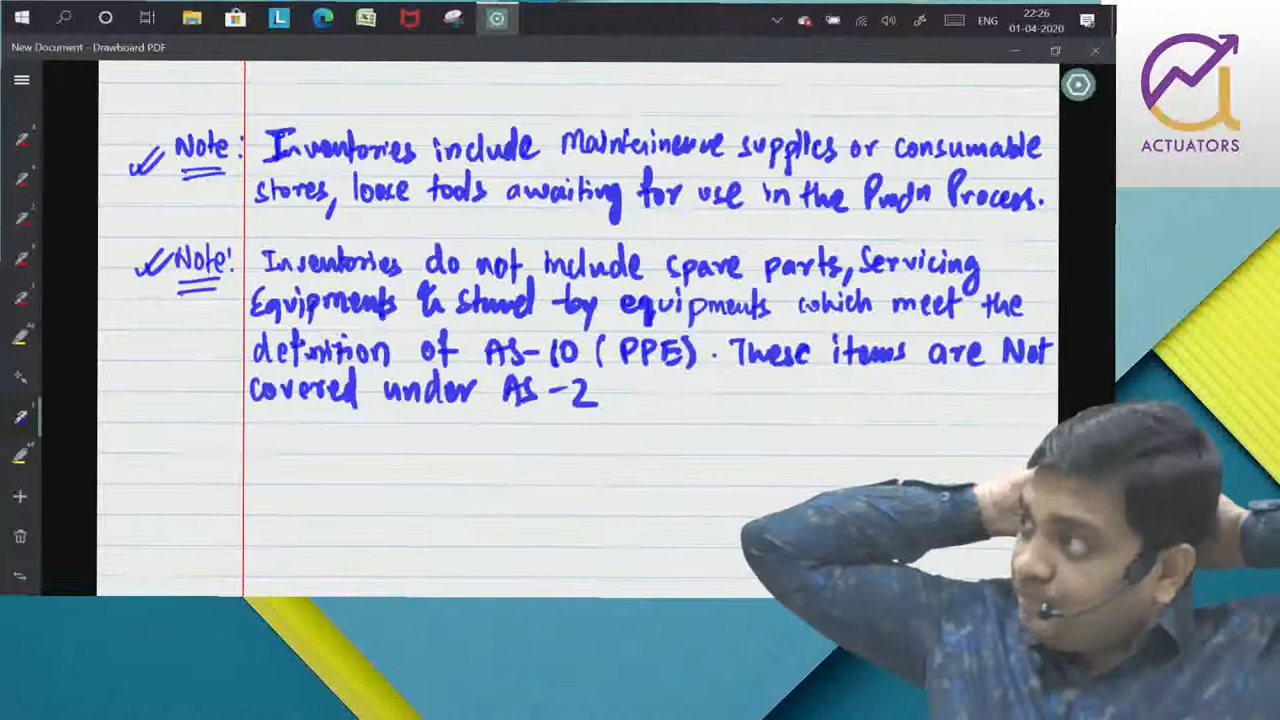 ENG
22:26
01-04-2020
New Document - Drawboard PDF
ACTUATORS
Note: Inventories include Mainterinerve supplies or consumable
stores, loose tools awaiting for use in the Prodn Process.
Note: Inventories do not include spare parts, Servicing
Equipments & Stand by equipments which meet the
definition of AS-10 (PPE). These items are Not
covered under AS-2